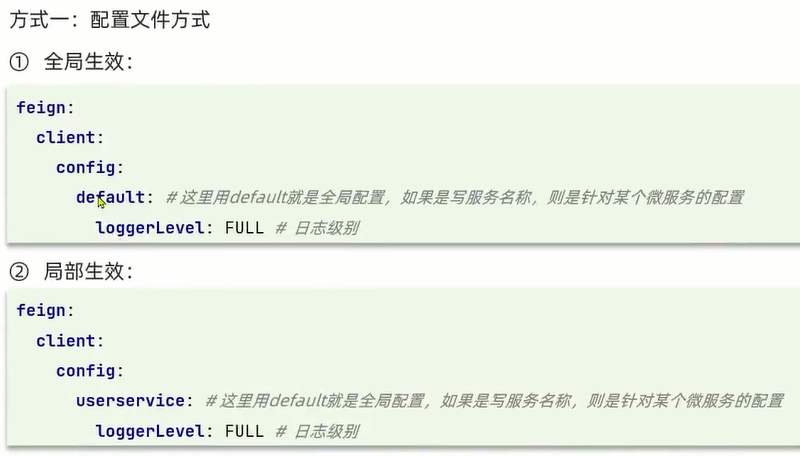 方式一：配置文件方式
① 全局生效：
feign:
  client:
    config:
      default: # 这里用default就是全局配置，如果是写服务名称，则是针对某个微服务的配置
        loggerLevel: FULL # 日志级别
② 局部生效：
feign:
  client:
    config:
      userservice: # 这里用default就是全局配置，如果是写服务名称，则是针对某个微服务的配置
        loggerLevel: FULL # 日志级别